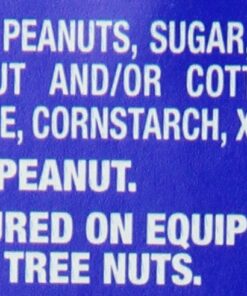 PEANUTS, SUGAR
UT AND/OR COTT
E, CORNSTARCH, X
PEANUT.
URED ON EQUIP
TREE NUTS.